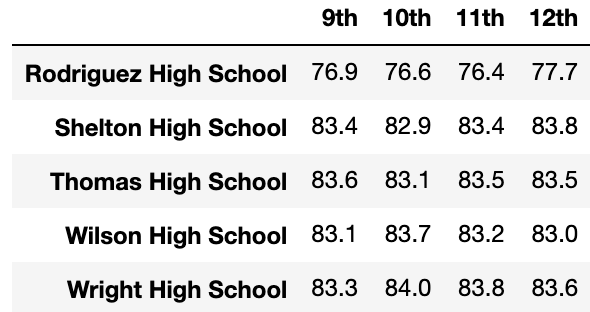 9th 10th 11th 12th
Rodriguez High School 76.9 76.6 76.4 77.7
Shelton High School 83.4 82.9 83.4 83.8
Thomas High School 83.6 83.1 83.5 83.5
Wilson High School 83.1 83.7 83.2 83.0
Wright High School 83.3 84.0 83.8 83.6